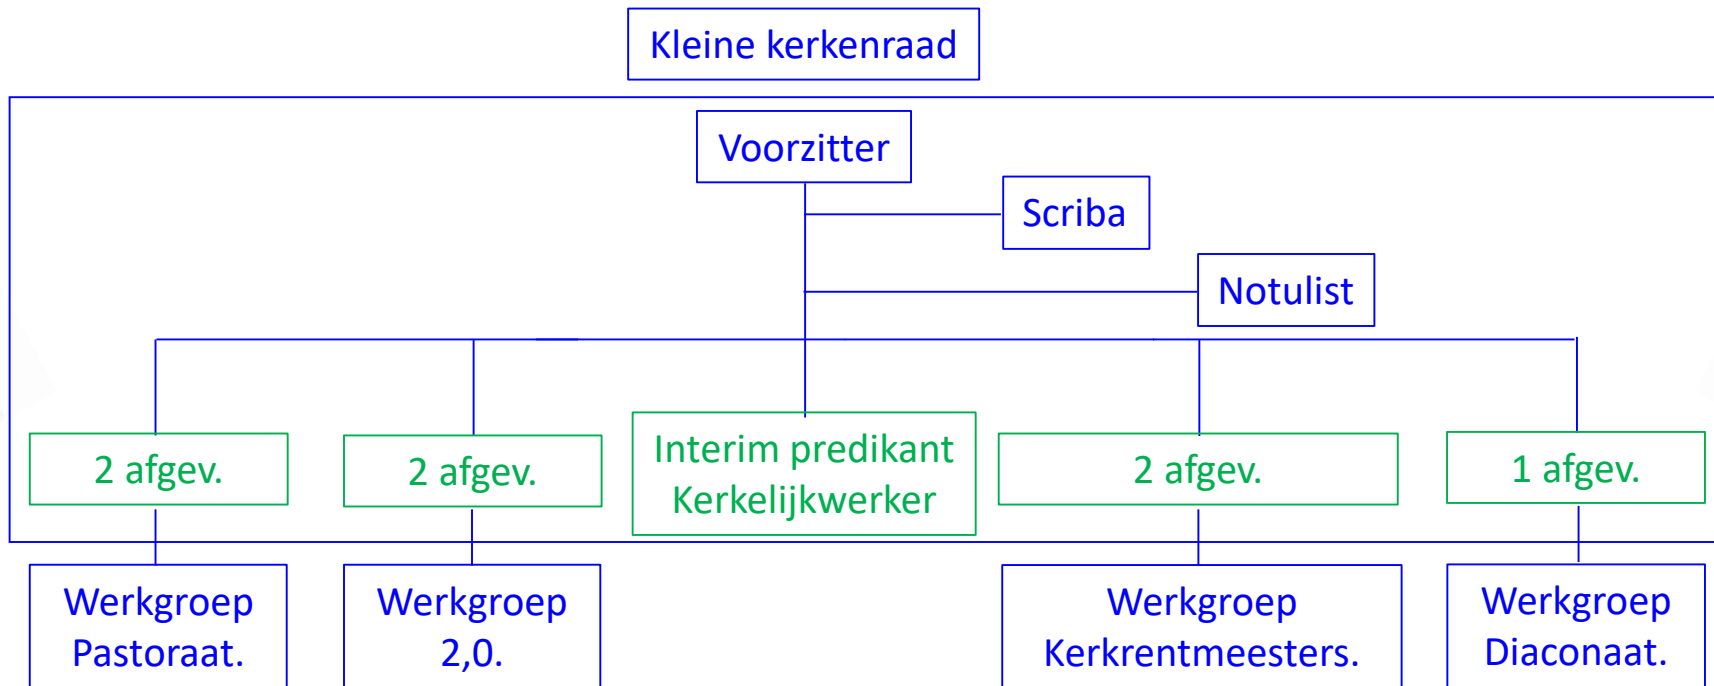 Kleine kerkenraad
Voorzitter
Scriba
Notulist
2 afgev.
2 afgev.
Interim predikant
Kerkelijkwerker
2 afgev.
1 afgev.
Werkgroep
Pastoraat.
Werkgroep
2,0.
Werkgroep
Kerkrentmeesters.
Werkgroep
Diaconaat.